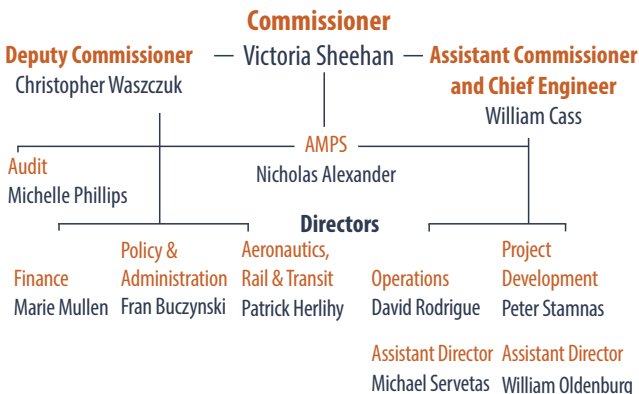 Commissioner
Deputy Commissioner — Victoria Sheehan — Assistant Commissioner
and Chief Engineer
Christopher Waszczuk
William Cass
AMPS
Nicholas Alexander
Audit
Michelle Phillips
Directors
Finance
Marie Mullen
Policy &
Administration
Fran Buczynski
Aeronautics,
Rail & Transit
Patrick Herlihy
Operations
David Rodrigue
Assistant Director
Michael Servetas
Project
Development
Peter Stamnas
Assistant Director
William Oldenburg